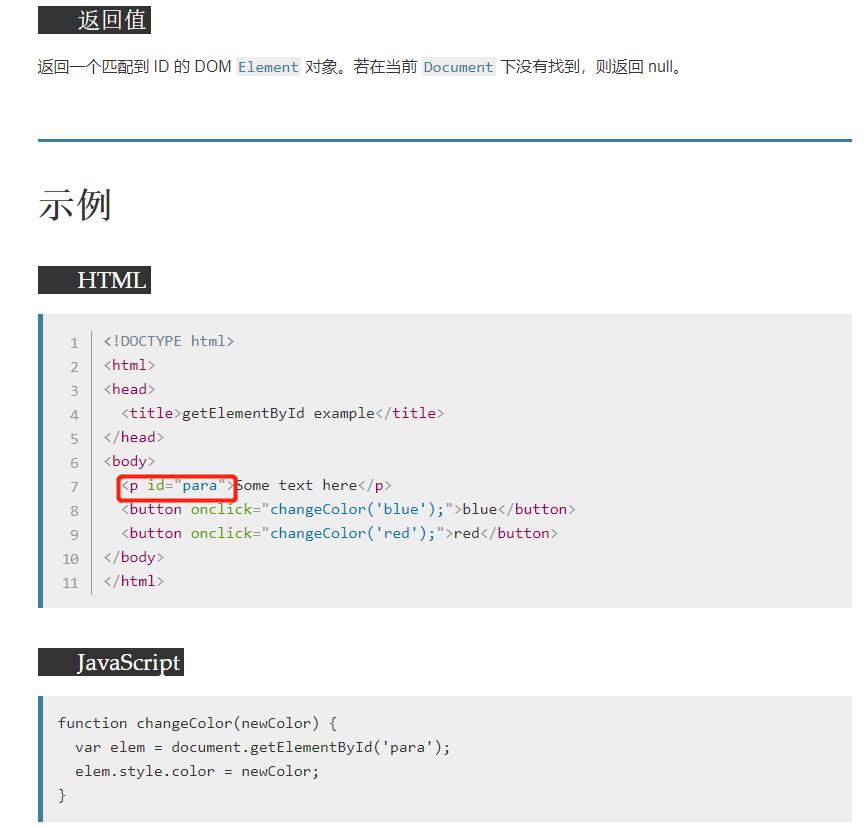 返回值
返回一个匹配到 ID 的 DOM Element 对象。若在当前 Document 下没有找到，则返回 null。
示例
HTML
1 <!DOCTYPE html>
2 <html>
3 <head>
4   <title>getElementById example</title>
5 </head>
6 <body>
7   <p id="para">Some text here</p>
8   <button onclick="changeColor('blue');">blue</button>
9   <button onclick="changeColor('red');">red</button>
10 </body>
11 </html>
JavaScript
function changeColor(newColor) {
  var elem = document.getElementById('para');
  elem.style.color = newColor;
}